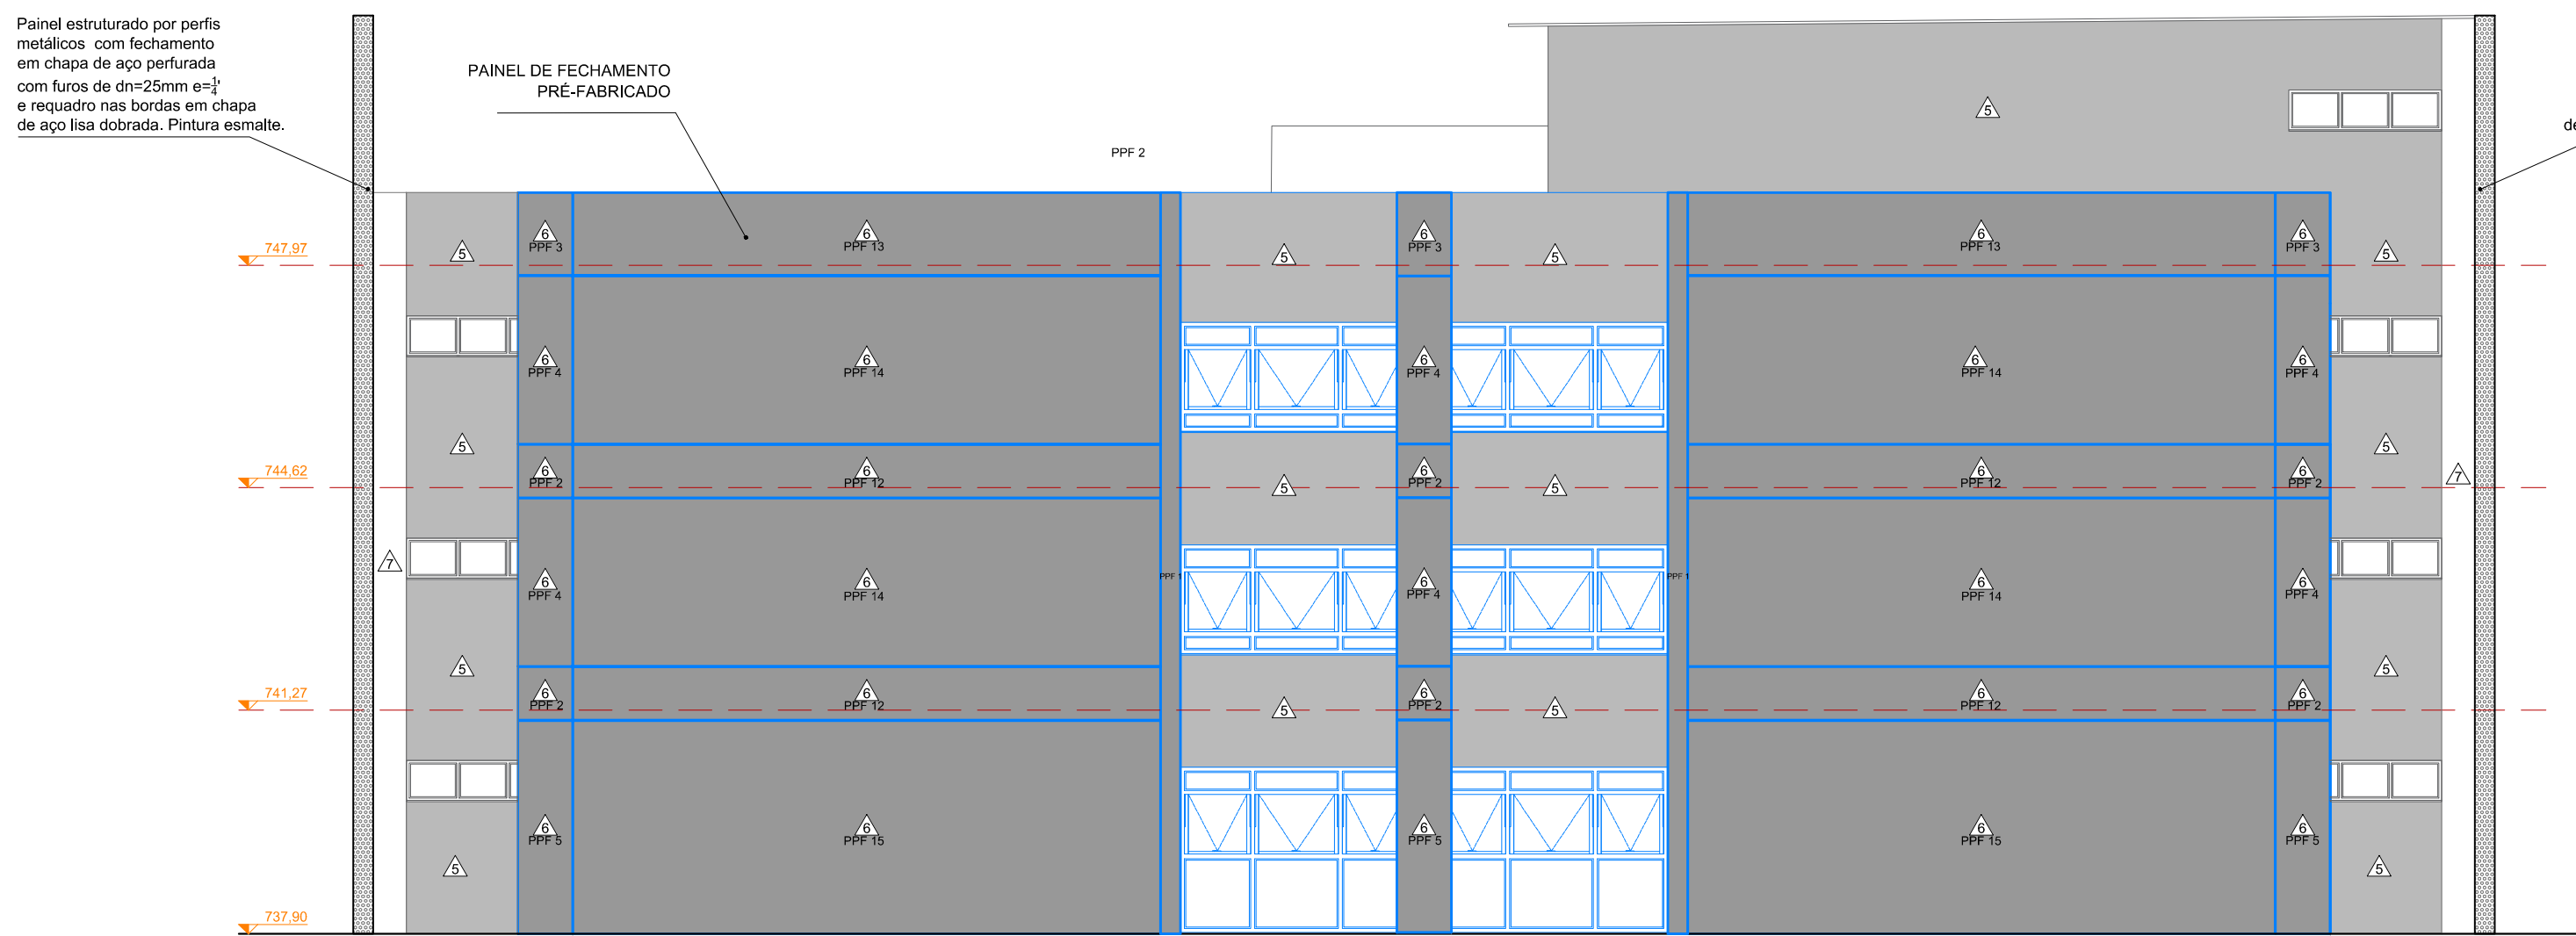 Painel estruturado por perfis
metálicos com fechamento
em chapa de aço perfurada
com furos de dn=25mm e=1/4'
e requadro nas bordas em chapa
de aço lisa dobrada. Pintura esmalte.
PAINEL DE FECHAMENTO
PRÉ-FABRICADO
PPF 2
5
de
747,97
5
6
PPF 3
6
PPF 13
5
6
PPF 3
5
6
PPF 13
6
PPF 3
5
6
PPF 4
6
PPF 14
6
PPF 4
6
PPF 14
6
PPF 4
5
5
744,62
6
PPF 2
6
PPF 12
5
6
PPF 2
5
6
PPF 12
6
PPF 2
7
7
6
PPF 4
6
PPF 14
PPF 1
6
PPF 4
PPF 1
6
PPF 14
6
PPF 4
5
5
741,27
6
PPF 2
6
PPF 12
5
6
PPF 2
5
6
PPF 12
6
PPF 2
5
6
PPF 5
6
PPF 15
6
PPF 5
6
PPF 15
6
PPF 5
5
737,90